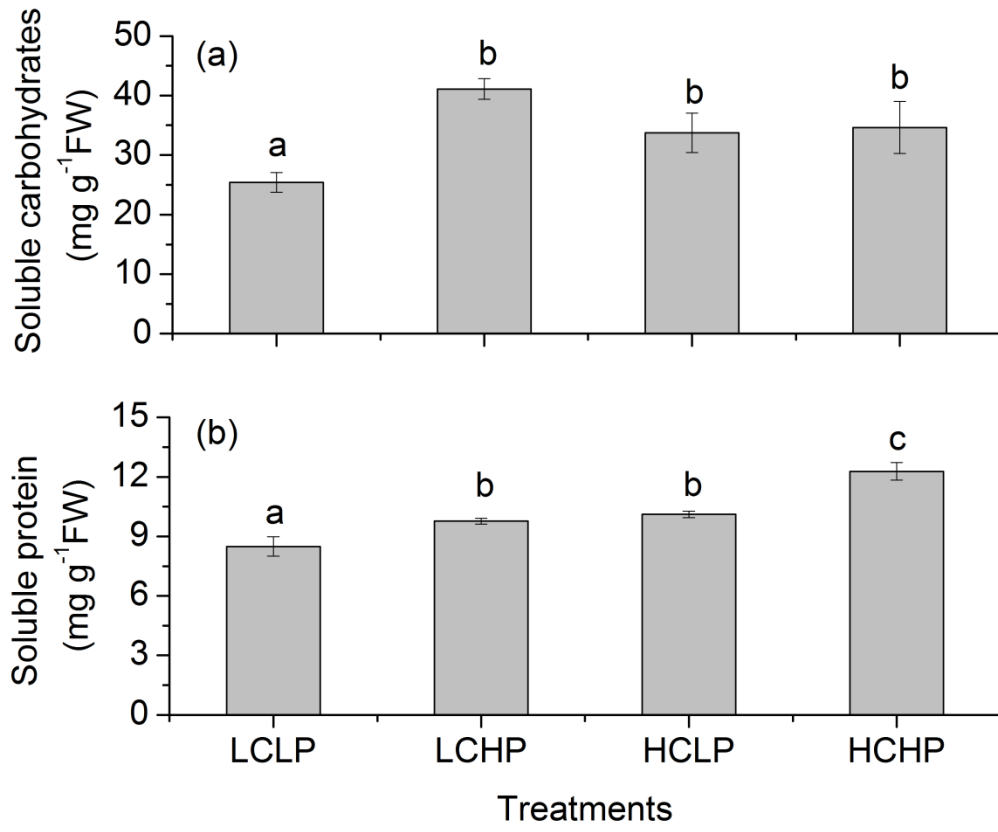 Soluble carbohydrates
(mg g⁻¹FW)
50
40
30
20
10
0
(a)
a
b
b
b
Soluble protein
(mg g⁻¹FW)
15
12
9
6
3
0
(b)
a
b
b
c
LCLP LCHP HCLP HCHP
Treatments